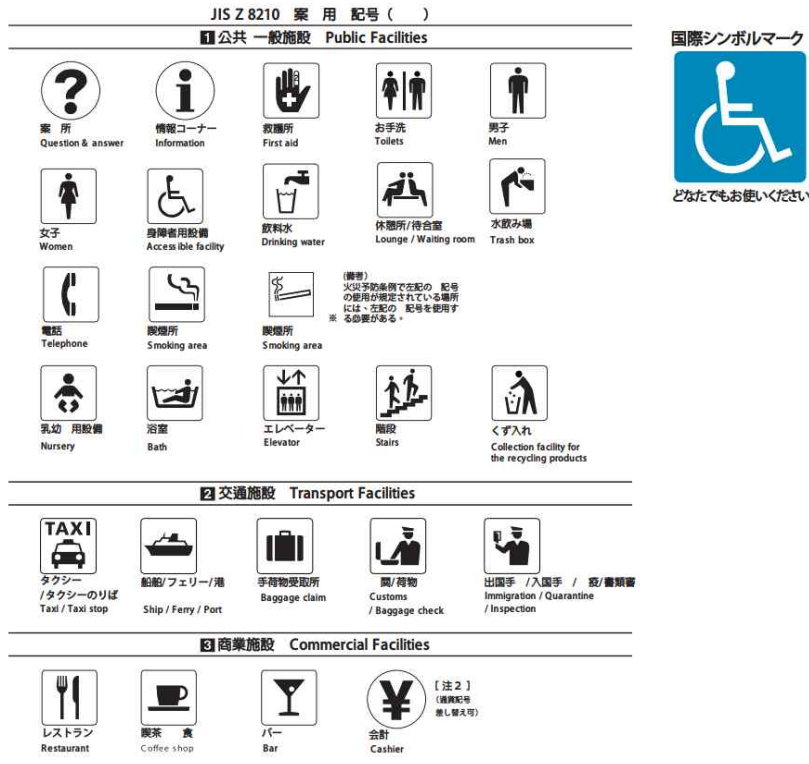 JIS Z 8210 案 用 記号 ( )
1 公共 一般施設 Public Facilities
国際シンボルマーク
どなたでもお使いください
?
案 所
Question & answer
i
情報コーナー
Information
救護所
First aid
お手洗
Toilets
男子
Men
女子
Women
身障者用設備
Access ible facility
飲料水
Drinking water
休憩所/待合室
Lounge / Waiting room
水飲み場
Trash box
電話
Telephone
喫煙所
Smoking area
喫煙所
Smoking area
(備考)
火災予防条例で左記の 記号
の使用が規定されている場所
には、左記の 記号を使用す
※ る必要がある。
乳幼 用設備
Nursery
浴室
Bath
エレベーター
Elevator
階段
Stairs
くず入れ
Collection facility for
the recycling products
2 交通施設 Transport Facilities
TAXI
タクシー
/タクシーのりば
Taxi / Taxi stop
船舶/フェリー/港
Ship / Ferry / Port
手荷物受取所
Baggage claim
関/荷物
Customs
/ Baggage check
出国手 /入国手 / 疫/書類審
Immigration / Quarantine
/ Inspection
3 商業施設 Commercial Facilities
レストラン
Restaurant
喫茶 食
Coffee shop
バー
Bar
¥
会計
Cashier
[ 注2 ]
(通貨記号
差し替え可)